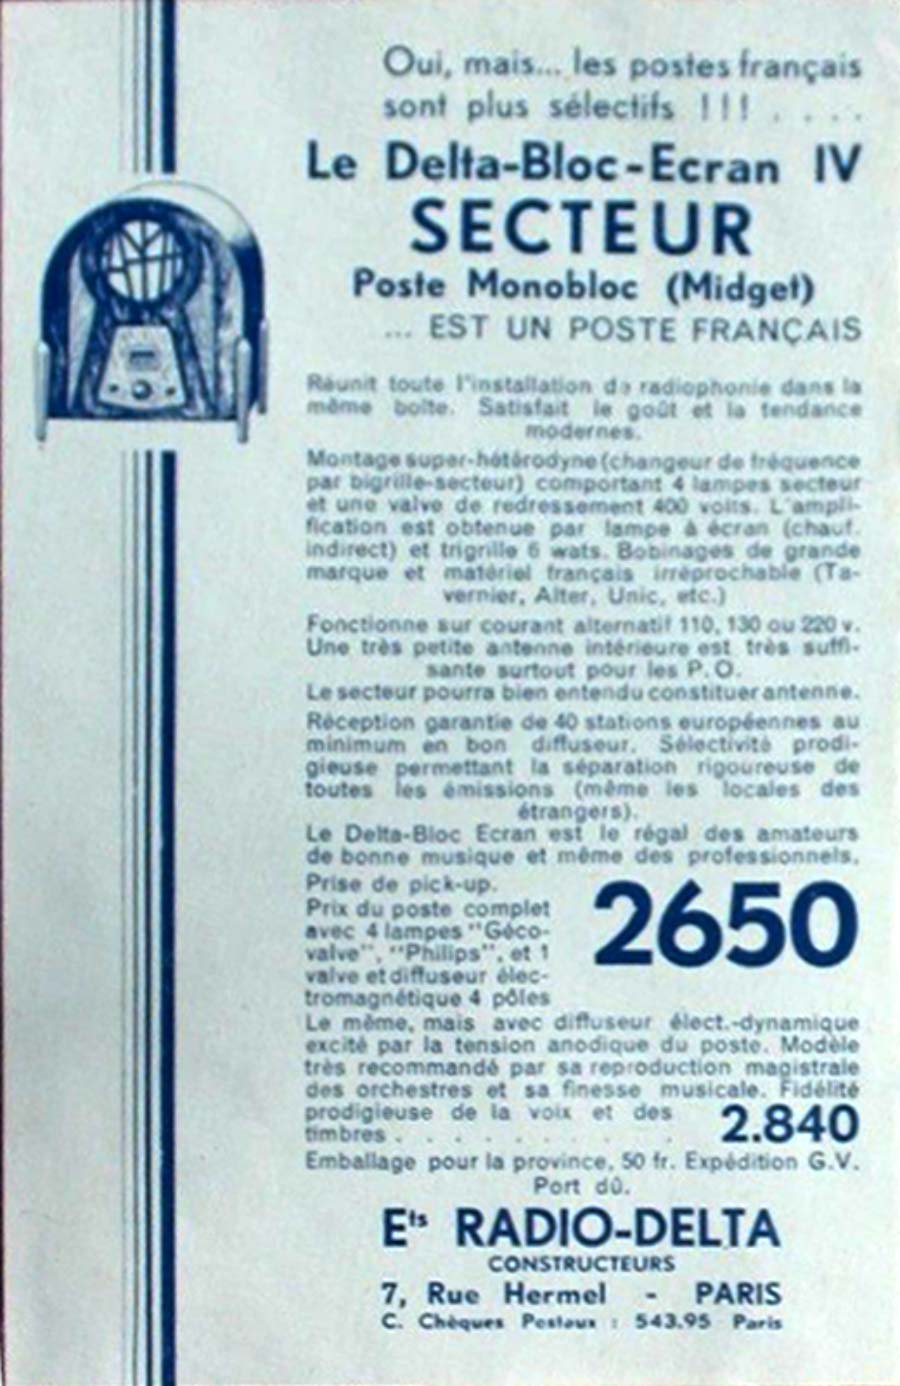 Oui, mais... les postes français
sont plus sélectifs !!! . . . .
Le Delta-Bloc-Ecran IV
SECTEUR
Poste Monobloc (Midget)
... EST UN POSTE FRANÇAIS
Réunit toute l'installation de radiophonie dans la
même boîte. Satisfait le goût et la tendance
modernes.
Montage super-hétérodyne (changeur de fréquence
par bigrille-secteur) comportant 4 lampes secteur
et une valve de redressement 400 volts. L'ampli-
fication est obtenue par lampe à écran (chauf.
indirect) et trigrille 6 wats. Bobinages de grande
marque et matériel français irréprochable (Ta-
vernier, Alter, Unic, etc.)
Fonctionne sur courant alternatif 110, 130 ou 220 v.
Une très petite antenne intérieure est très suffi-
sante surtout pour les P. O.
Le secteur pourra bien entendu constituer antenne.
Réception garantie de 40 stations européennes au
minimum en bon diffuseur. Sélectivité prodi-
gieuse permettant la séparation rigoureuse de
toutes les émissions (même les locales des
étrangers).
Le Delta-Bloc Ecran est le régal des amateurs
de bonne musique et même des professionnels.
Prise de pick-up.
Prix du poste complet
avec 4 lampes "Géco-
valve", "Philips", et 1
valve et diffuseur élec-
tromagnétique 4 pôles
2650
Le même, mais avec diffuseur élect.-dynamique
excité par la tension anodique du poste. Modèle
très recommandé par sa reproduction magistrale
des orchestres et sa finesse musicale. Fidélité
prodigieuse de la voix et des
timbres . . . . . . . . . . 2.840
Emballage pour la province, 50 fr. Expédition G.V.
Port dû.
Ets RADIO-DELTA
CONSTRUCTEURS
7, Rue Hermel - PARIS
C. Chèques Postaux : 543.95 Paris